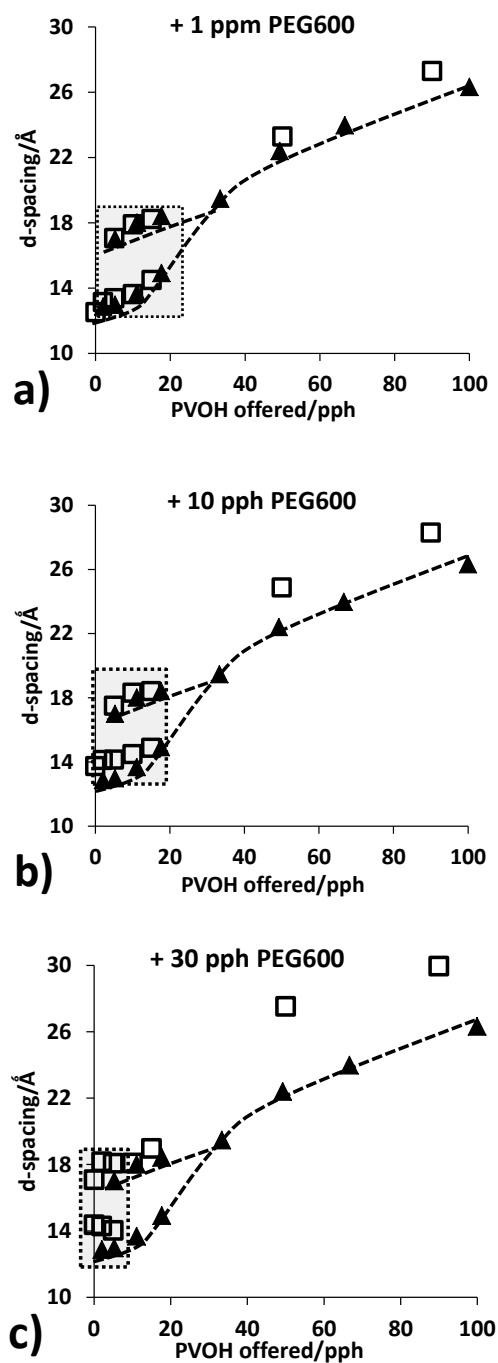 + 1 ppm PEG600
30
26
22
18
14
10
d-spacing/Å
0 20 40 60 80 100
PVOH offered/pph
a)
+ 10 pph PEG600
30
26
22
18
14
10
d-spacing/Å
0 20 40 60 80 100
PVOH offered/pph
b)
+ 30 pph PEG600
30
26
22
18
14
10
d-spacing/Å
0 20 40 60 80 100
PVOH offered/pph
c)